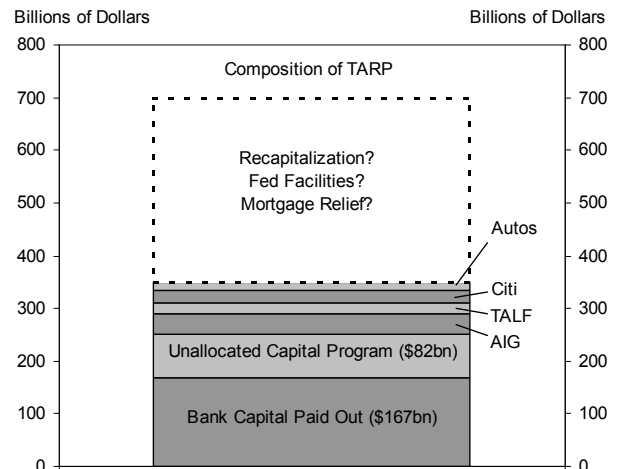 Billions of Dollars Billions of Dollars
800 800
Composition of TARP
700 700
600 600
Recapitalization?
Fed Facilities?
Mortgage Relief?
500 500
Autos
400 400
Citi
300 300
TALF
AIG
Unallocated Capital Program ($82bn)
200 200
Bank Capital Paid Out ($167bn)
100 100
0 0